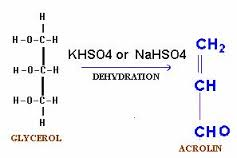 H
H-O-C-H
H-O-C-H
H-O-C-H
H
GLYCEROL
KHSO4 or NaHSO4
DEHYDRATION
CH2
CH
CHO
ACROLIN